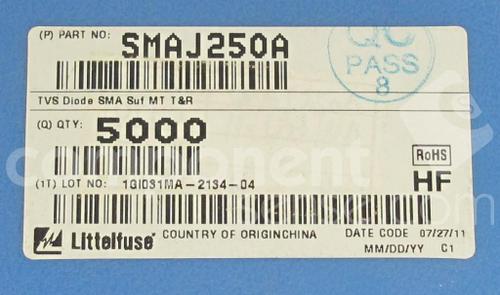 (P) PART NO: SMAJ250A
QC
PASS
8
TVS Diode SMA Suf MT T&R
(Q) QTY: 5000
RoHS
HF
(1T) LOT NO: 1GI031MA-2134-04
Littelfuse® COUNTRY OF ORIGINCHINA DATE CODE 07/27/11
MM/DD/YY C1
component